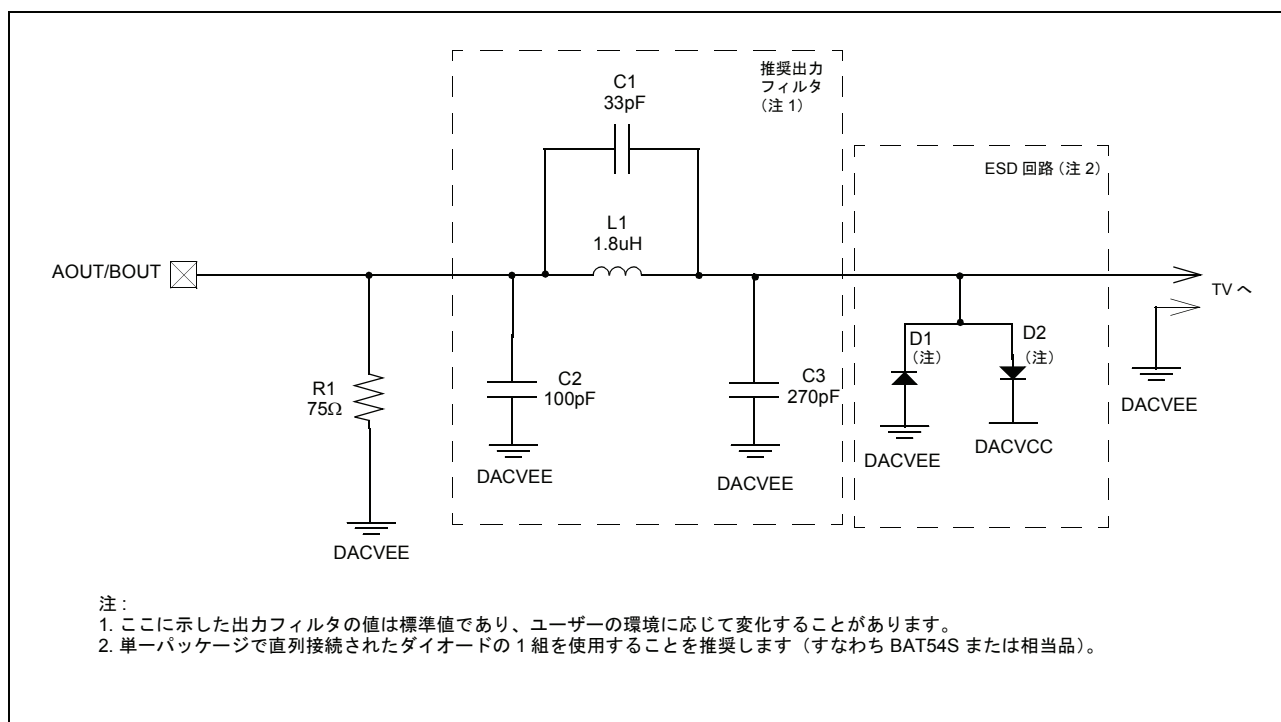 推奨出力
フィルタ
(注 1)
C1
33pF
ESD 回路 (注 2)
L1
1.8uH
AOUT/BOUT
TV へ
D1
(注)
D2
(注)
R1
75Ω
C2
100pF
C3
270pF
DACVEE
DACVEE
DACVEE
DACVEE
DACVCC
DACVEE
注 :
1. ここに示した出力フィルタの値は標準値であり、ユーザーの環境に応じて変化することがあります。
2. 単一パッケージで直列接続されたダイオードの 1 組を使用することを推奨します（すなわち BAT54S または相当品）。